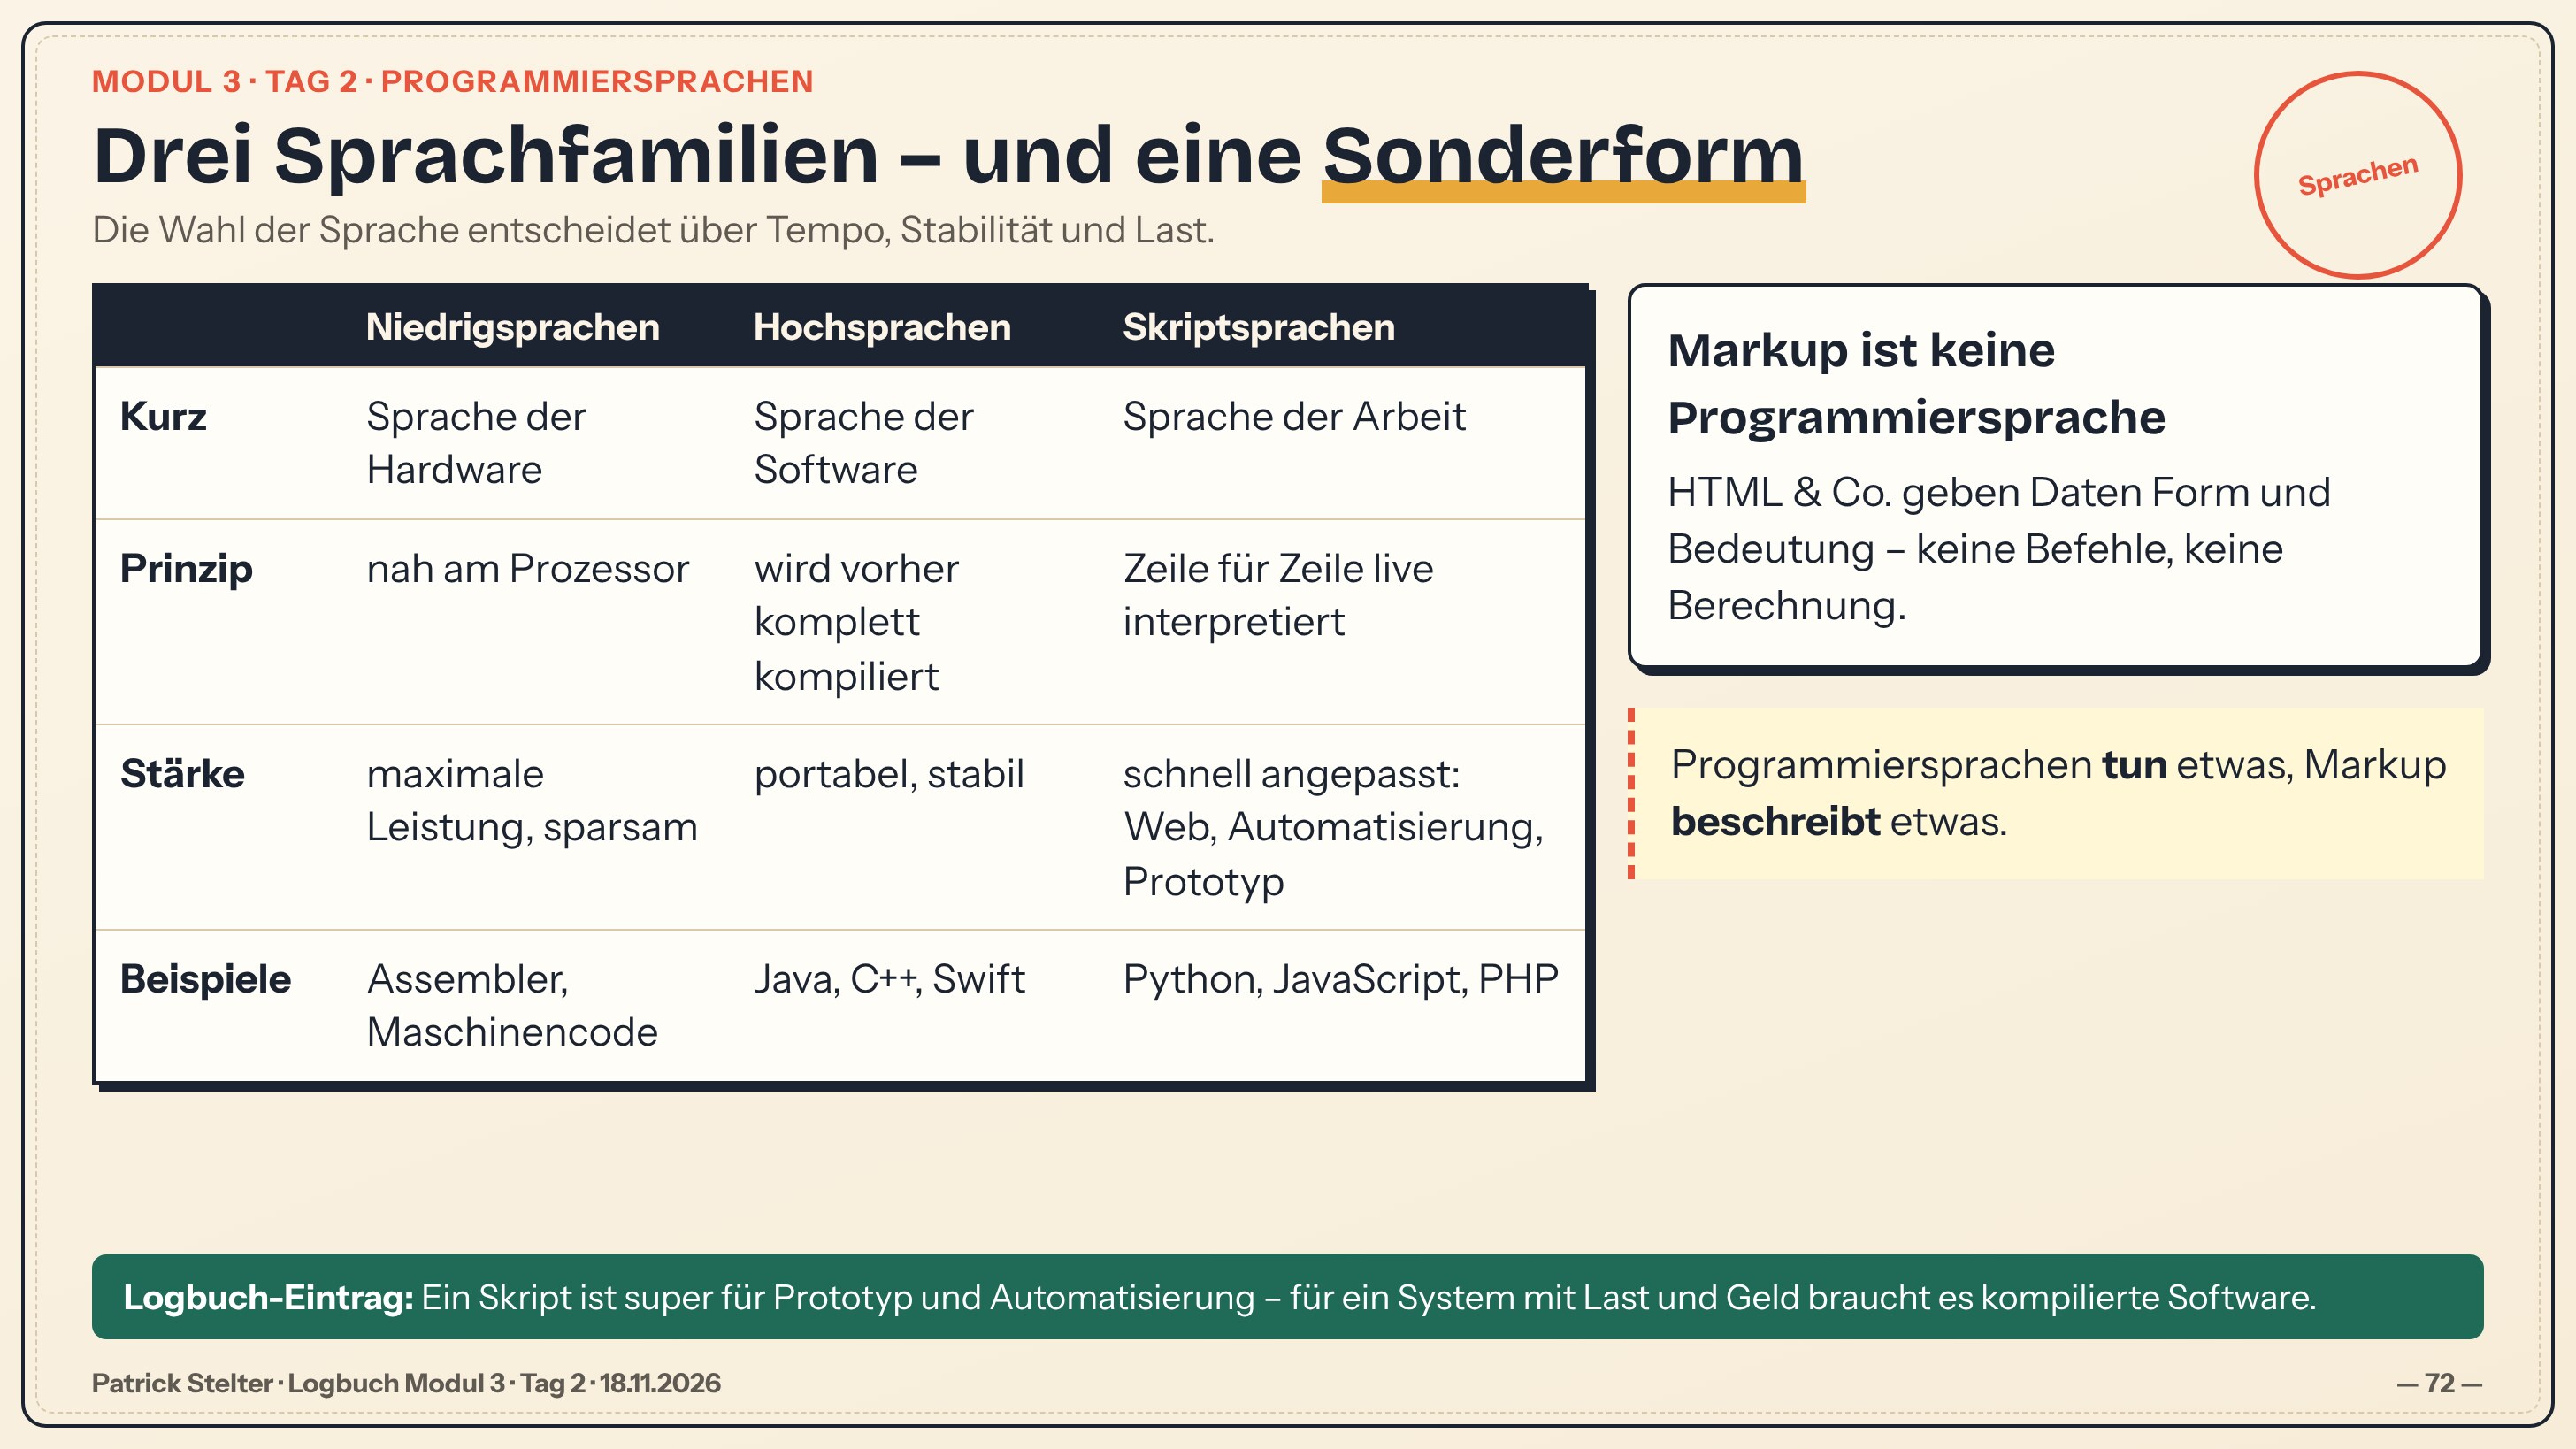 MODUL 3 · TAG 2 · PROGRAMMIERSPRACHEN
Drei Sprachfamilien – und eine Sonderform
Die Wahl der Sprache entscheidet über Tempo, Stabilität und Last.
Sprachen
Niedrigsprachen Hochsprachen Skriptsprachen
Kurz Sprache der Sprache der Sprache der Arbeit
Hardware Software
Prinzip nah am Prozessor wird vorher Zeile für Zeile live
komplett interpretiert
kompiliert
Stärke maximale portabel, stabil schnell angepasst:
Leistung, sparsam Web, Automatisierung,
Prototyp
Beispiele Assembler, Java, C++, Swift Python, JavaScript, PHP
Maschinencode
Markup ist keine
Programmiersprache
HTML & Co. geben Daten Form und
Bedeutung – keine Befehle, keine
Berechnung.
Programmiersprachen tun etwas, Markup
beschreibt etwas.
Logbuch-Eintrag: Ein Skript ist super für Prototyp und Automatisierung – für ein System mit Last und Geld braucht es kompilierte Software.
Patrick Stelter · Logbuch Modul 3 · Tag 2 · 18.11.2026
— 72 —